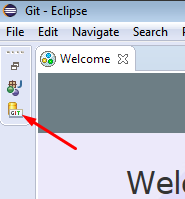 Git - Eclipse
File Edit Navigate Search
Welcome
GIT
Wel